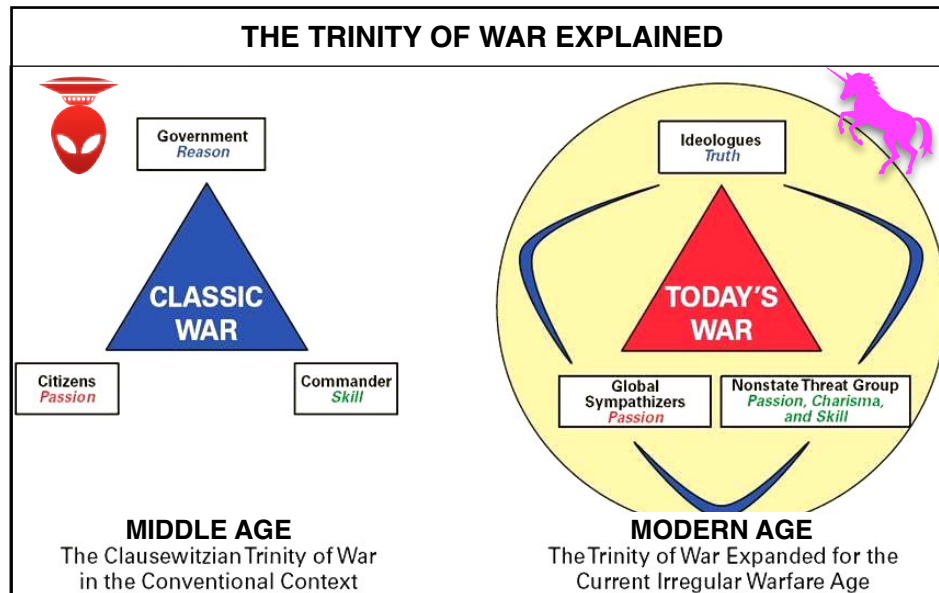 THE TRINITY OF WAR EXPLAINED
Government
Reason
CLASSIC
WAR
Citizens
Passion
Commander
Skill
MIDDLE AGE
The Clausewitzian Trinity of War
in the Conventional Context
Ideologues
Truth
TODAY'S
WAR
Global
Sympathizers
Passion
Nonstate Threat Group
Passion, Charisma,
and Skill
MODERN AGE
The Trinity of War Expanded for the
Current Irregular Warfare Age